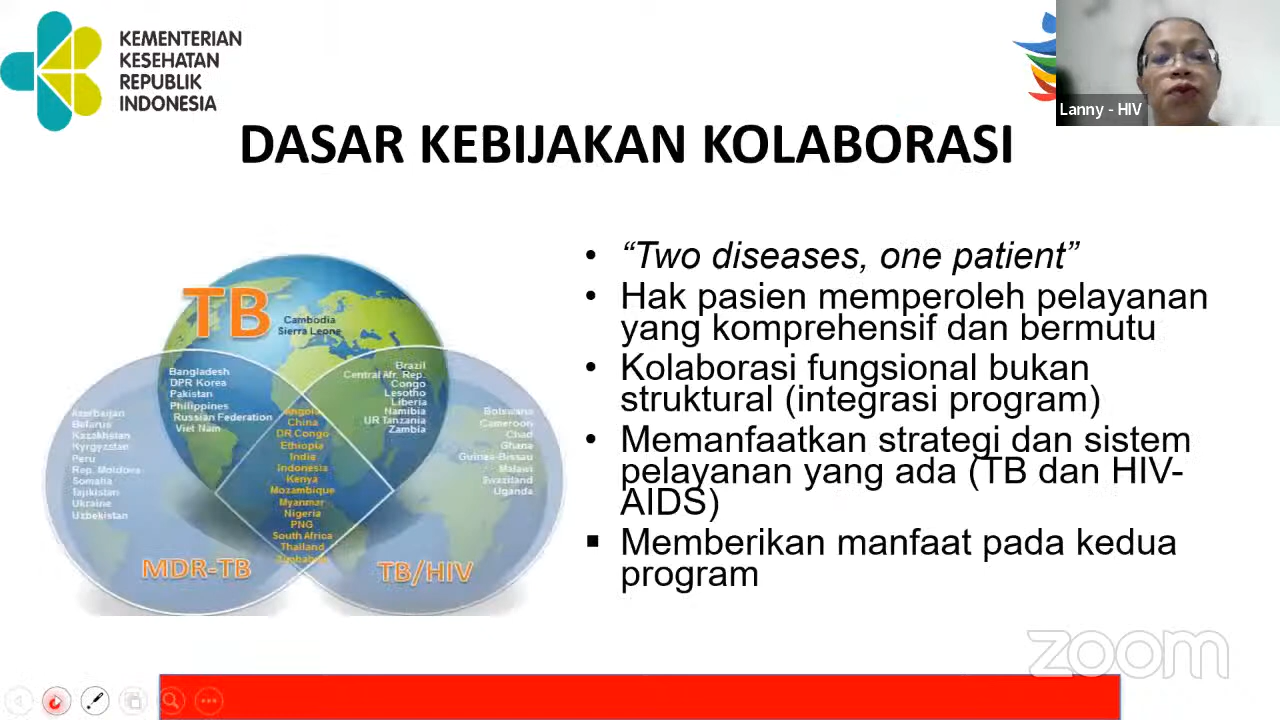 KEMENTERIAN
KESEHATAN
REPUBLIK
INDONESIA
Lanny - HIV
DASAR KEBIJAKAN KOLABORASI
• “Two diseases, one patient”
• Hak pasien memperoleh pelayanan
yang komprehensif dan bermutu
• Kolaborasi fungsional bukan
struktural (integrasi program)
• Memanfaatkan strategi dan sistem
pelayanan yang ada (TB dan HIV-
AIDS)
▪ Memberikan manfaat pada kedua
program
TB
Cambodia
Sierra Leone
Bangladesh
DPR Korea
Pakistan
Philippines
Russian Federation
Viet Nam
Brazil
Central Afr. Rep.
Congo
Lesotho
Liberia
Namibia
UR Tanzania
Zambia
Azerbaijan
Belarus
Kazakhstan
Kyrgyzstan
Peru
Rep. Moldova
Somalia
Tajikistan
Ukraine
Uzbekistan
Angola
China
DR Congo
Ethiopia
India
Indonesia
Kenya
Mozambique
Myanmar
Nigeria
PNG
South Africa
Thailand
Zimbabwe
Botswana
Cameroon
Chad
Ghana
Guinea-Bissau
Malawi
Swaziland
Uganda
MDR-TB
TB/HIV
zoom